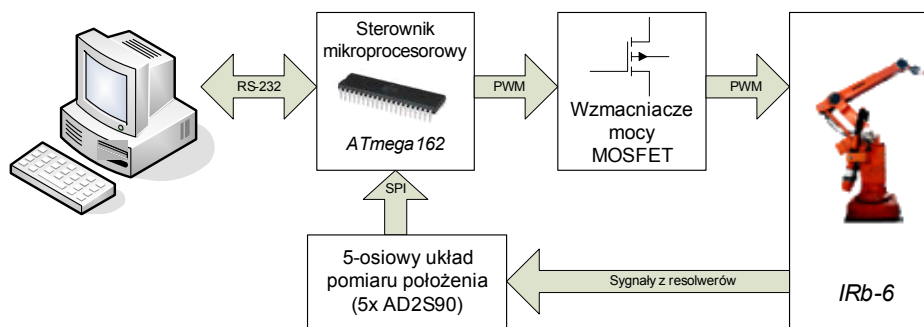 Sterownik
mikroprocesorowy
ATmega162
RS-232
PWM
Wzmacniacze
mocy
MOSFET
PWM
SPI
5-osiowy układ
pomiaru położenia
(5x AD2S90)
Sygnały z resolwerów
IRb-6